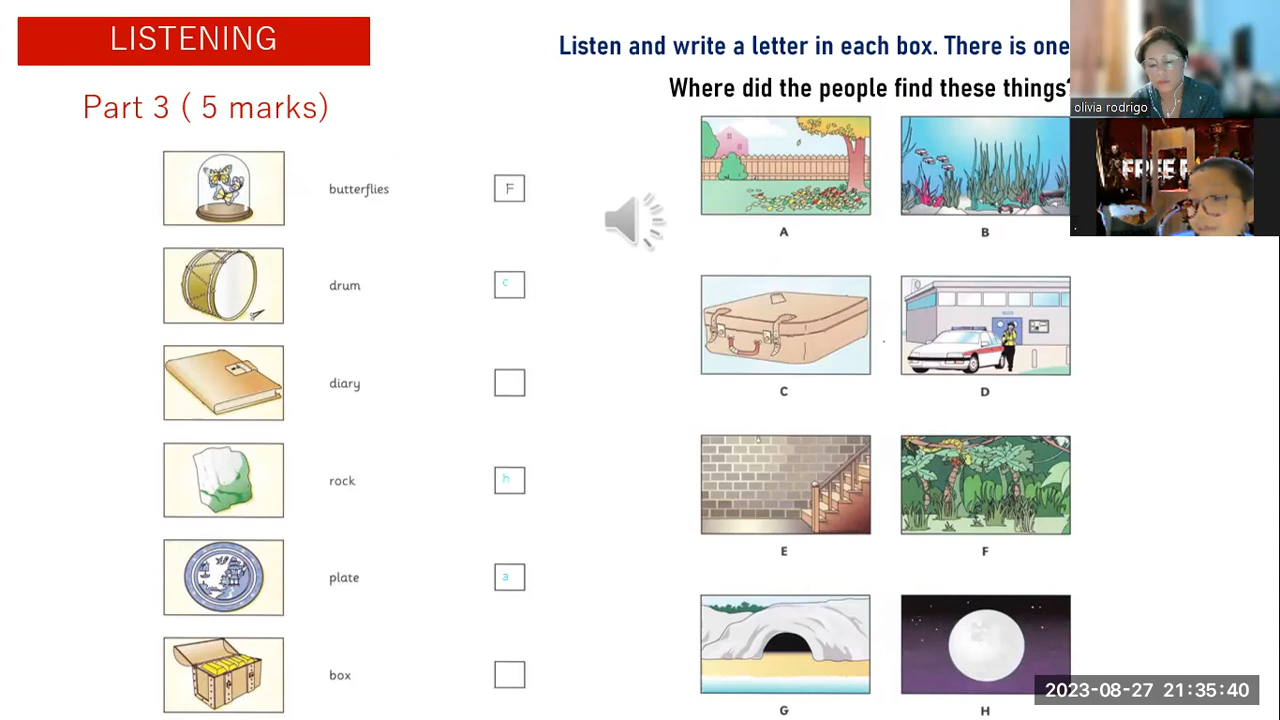 LISTENING
Listen and write a letter in each box. There is one
Part 3 ( 5 marks)
Where did the people find these things?
olivia rodrigo
FREE
butterflies
F
A
B
drum
c
C
D
diary
rock
h
E
F
plate
a
box
2023-08-27 21:35:40
G
H